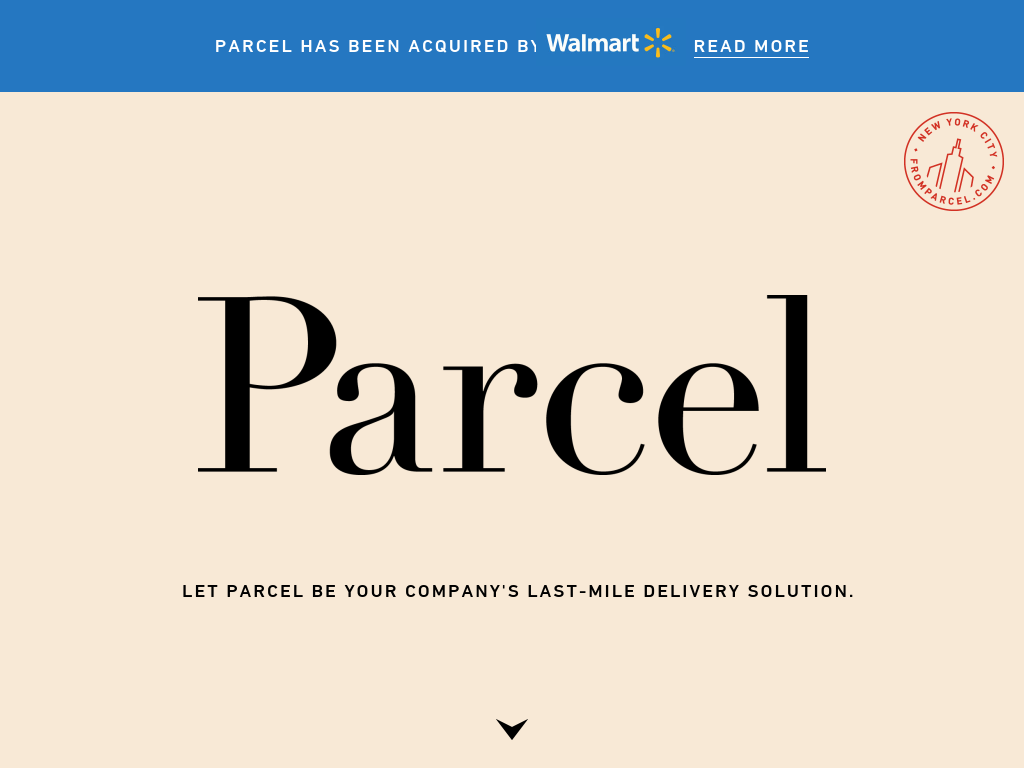 PARCEL HAS BEEN ACQUIRED BY Walmart READ MORE
NEW YORK CITY
FROMPARCEL.COM
Parcel
LET PARCEL BE YOUR COMPANY'S LAST-MILE DELIVERY SOLUTION.